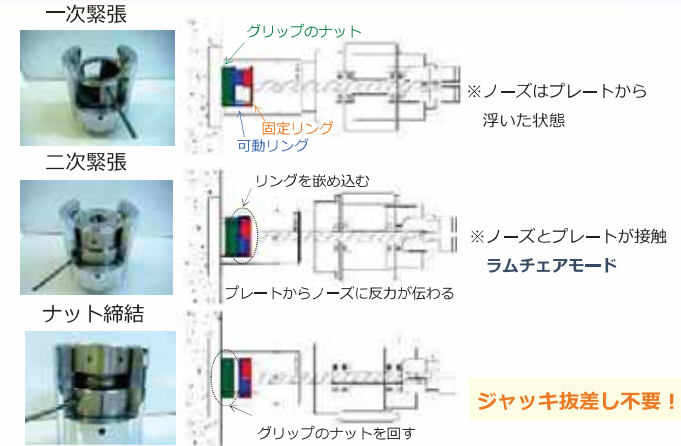 一次緊張
グリップのナット
固定リング
可動リング
※ノーズはプレートから
浮いた状態
二次緊張
リングを嵌め込む
※ノーズとプレートが接触
ラムチェアモード
プレートからノーズに反力が伝わる
ナット締結
ジャッキ抜差し不要！
グリップのナットを回す